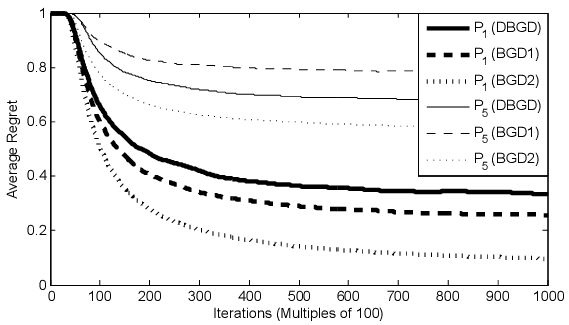 1
0.8
0.6
0.4
0.2
0
Average Regret
P1 (DBGD)
P1 (BGD1)
P1 (BGD2)
P5 (DBGD)
P5 (BGD1)
P5 (BGD2)
0 100 200 300 400 500 600 700 800 900 1000
Iterations (Multiples of 100)